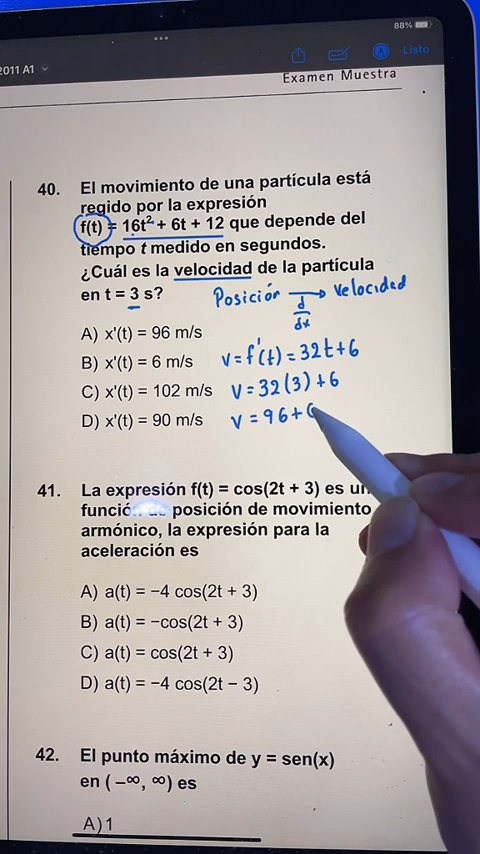 88%
2011 A1
Listo
Examen Muestra
40. El movimiento de una partícula está
regido por la expresión
f(t) = 16t² + 6t + 12 que depende del
tiempo t medido en segundos.
¿Cuál es la velocidad de la partícula
en t = 3 s?
Posición → velocidad
d
dx
A) x'(t) = 96 m/s
B) x'(t) = 6 m/s
C) x'(t) = 102 m/s
D) x'(t) = 90 m/s
v = f'(t) = 32t + 6
v = 32(3) + 6
v = 96 +
41. La expresión f(t) = cos(2t + 3) es
posición de movimiento
armónico, la expresión para la
aceleración es
A) a(t) = −4 cos(2t + 3)
B) a(t) = −cos(2t + 3)
C) a(t) = cos(2t + 3)
D) a(t) = −4 cos(2t − 3)
42. El punto máximo de y = sen(x)
en (−∞, ∞) es
A) 1